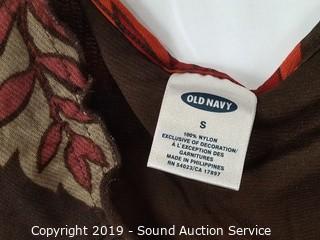 OLD NAVY
S
100% NYLON
EXCLUSIVE OF DECORATION/
À L'EXCEPTION DES
GARNITURES
MADE IN PHILIPPINES
RN 54023/CA 17897
Copyright 2019 - Sound Auction Service